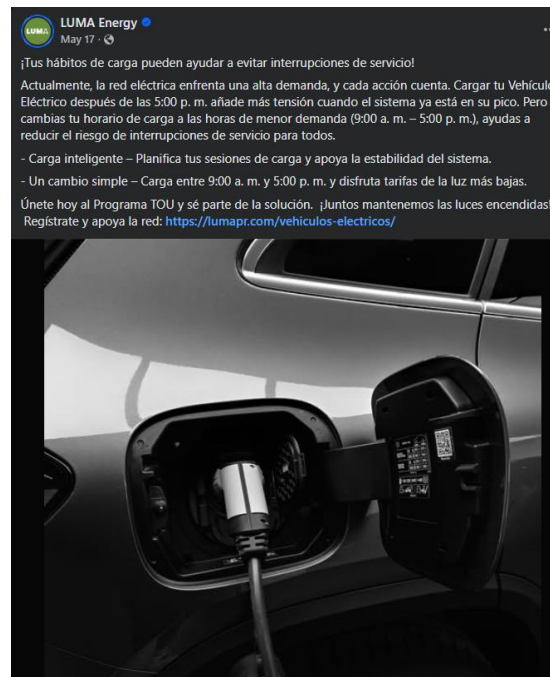 LUMA
LUMA Energy
May 17
¡Tus hábitos de carga pueden ayudar a evitar interrupciones de servicio!
Actualmente, la red eléctrica enfrenta una alta demanda, y cada acción cuenta. Cargar tu Vehículo
Eléctrico después de las 5:00 p. m. añade más tensión cuando el sistema ya está en su pico. Pero
cambias tu horario de carga a las horas de menor demanda (9:00 a. m. – 5:00 p. m.), ayudas a
reducir el riesgo de interrupciones de servicio para todos.
- Carga inteligente – Planifica tus sesiones de carga y apoya la estabilidad del sistema.
- Un cambio simple – Carga entre 9:00 a. m. y 5:00 p. m. y disfruta tarifas de la luz más bajas.
Únete hoy al Programa TOU y sé parte de la solución. ¡Juntos mantenemos las luces encendidas!
Regístrate y apoya la red: https://lumapr.com/vehiculos-electricos/